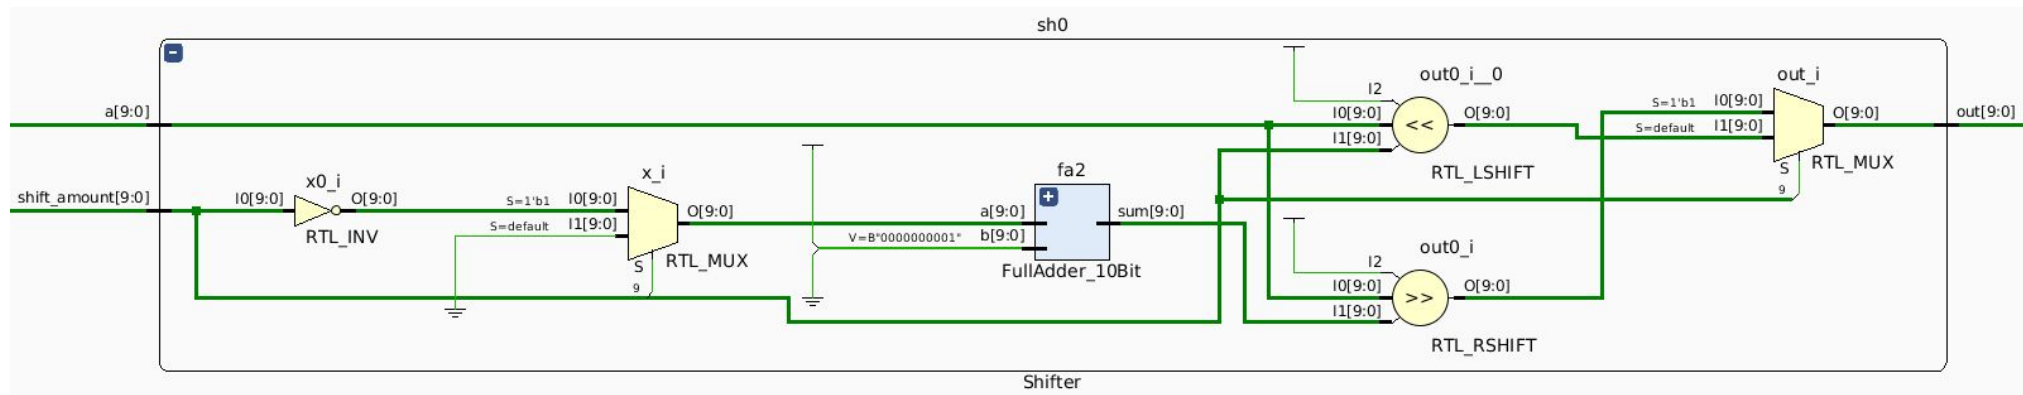 sh0
a[9:0]
shift_amount[9:0]
x0_i
I0[9:0]
O[9:0]
RTL_INV
x_i
S=1'b1
I0[9:0]
S=default
I1[9:0]
O[9:0]
S
RTL_MUX
9
V=B"0000000001"
fa2
a[9:0]
b[9:0]
sum[9:0]
FullAdder_10Bit
out0_i__0
I2
I0[9:0]
I1[9:0]
<<
O[9:0]
RTL_LSHIFT
out0_i
I2
I0[9:0]
I1[9:0]
>>
O[9:0]
RTL_RSHIFT
out_i
S=1'b1
I0[9:0]
S=default
I1[9:0]
O[9:0]
S
RTL_MUX
9
out[9:0]
Shifter